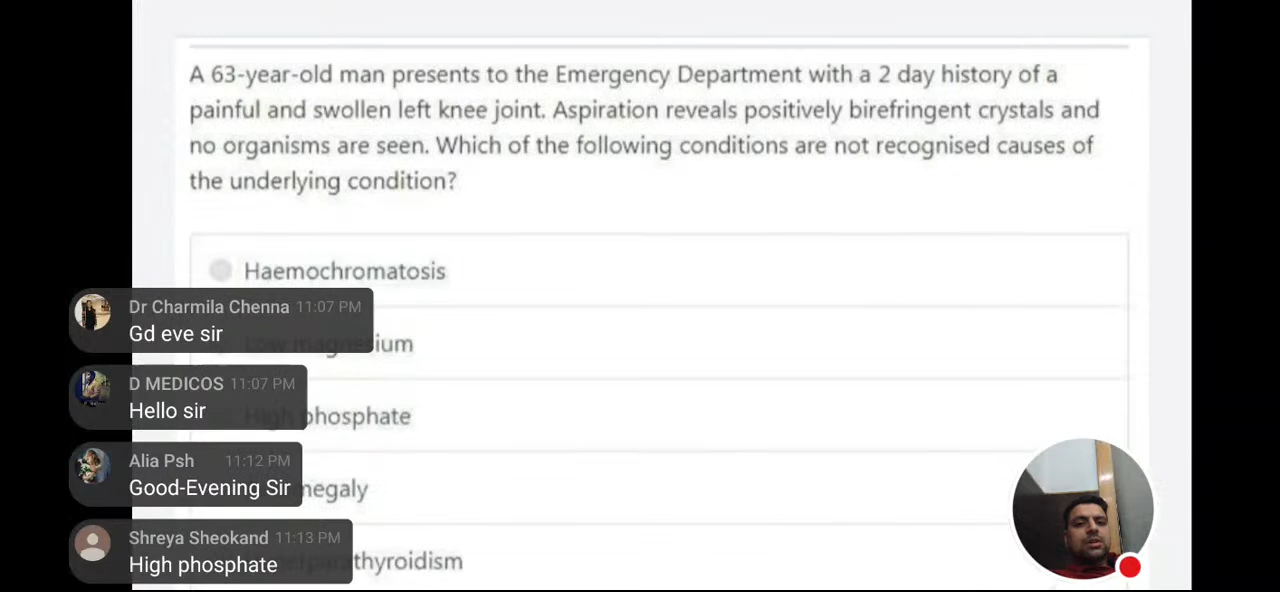 A 63-year-old man presents to the Emergency Department with a 2 day history of a
painful and swollen left knee joint. Aspiration reveals positively birefringent crystals and
no organisms are seen. Which of the following conditions are not recognised causes of
the underlying condition?
Haemochromatosis
Dr Charmila Chenna 11:07 PM
Gd eve sir
Low magnesium
D MEDICOS 11:07 PM
Hello sir
High phosphate
Alia Psh 11:12 PM
Good-Evening Sir
Shreya Sheokand 11:13 PM
High phosphate